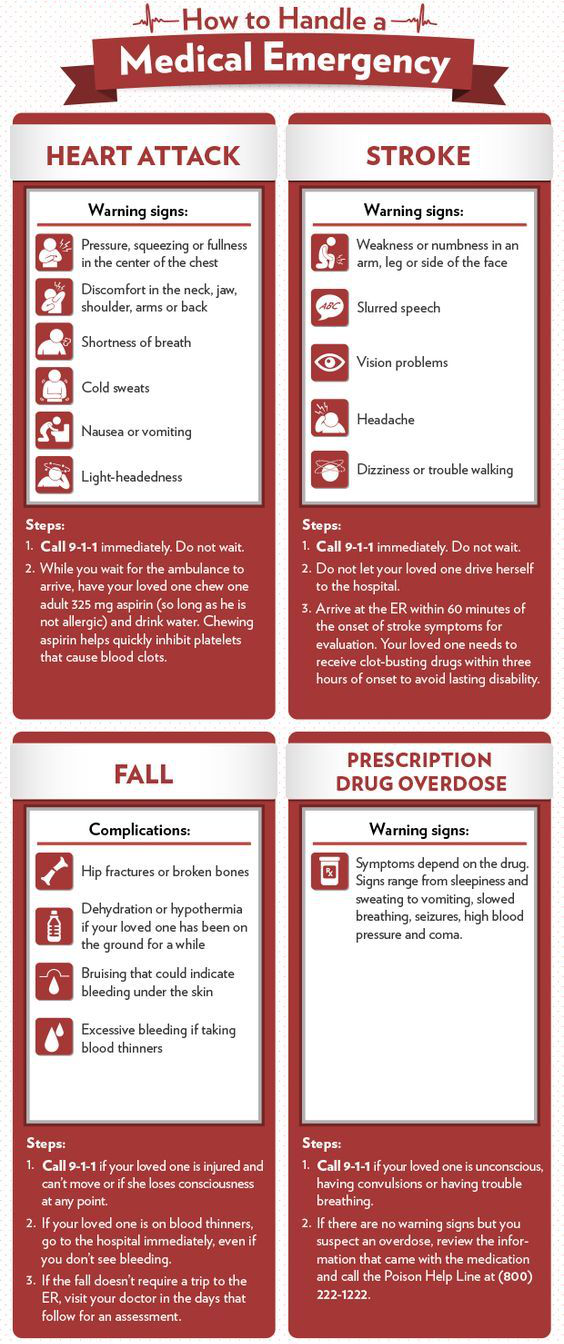 How to Handle a
Medical Emergency
HEART ATTACK
Warning signs:
Pressure, squeezing or fullness
in the center of the chest
Discomfort in the neck, jaw,
shoulder, arms or back
Shortness of breath
Cold sweats
Nausea or vomiting
Light-headedness
Steps:
1. Call 9-1-1 immediately. Do not wait.
2. While you wait for the ambulance to
arrive, have your loved one chew one
adult 325 mg aspirin (so long as he is
not allergic) and drink water. Chewing
aspirin helps quickly inhibit platelets
that cause blood clots.
STROKE
Warning signs:
Weakness or numbness in an
arm, leg or side of the face
ABC
Slurred speech
Vision problems
Headache
Dizziness or trouble walking
Steps:
1. Call 9-1-1 immediately. Do not wait.
2. Do not let your loved one drive herself
to the hospital.
3. Arrive at the ER within 60 minutes of
the onset of stroke symptoms for
evaluation. Your loved one needs to
receive clot-busting drugs within three
hours of onset to avoid lasting disability.
FALL
Complications:
Hip fractures or broken bones
Dehydration or hypothermia
if your loved one has been on
the ground for a while
Bruising that could indicate
bleeding under the skin
Excessive bleeding if taking
blood thinners
Steps:
1. Call 9-1-1 if your loved one is injured and
can't move or if she loses consciousness
at any point.
2. If your loved one is on blood thinners,
go to the hospital immediately, even if
you don't see bleeding.
3. If the fall doesn't require a trip to the
ER, visit your doctor in the days that
follow for an assessment.
PRESCRIPTION
DRUG OVERDOSE
Warning signs:
Rx
Symptoms depend on the drug.
Signs range from sleepiness and
sweating to vomiting, slowed
breathing, seizures, high blood
pressure and coma.
Steps:
1. Call 9-1-1 if your loved one is unconscious,
having convulsions or having trouble
breathing.
2. If there are no warning signs but you
suspect an overdose, review the infor-
mation that came with the medication
and call the Poison Help Line at (800)
222-1222.